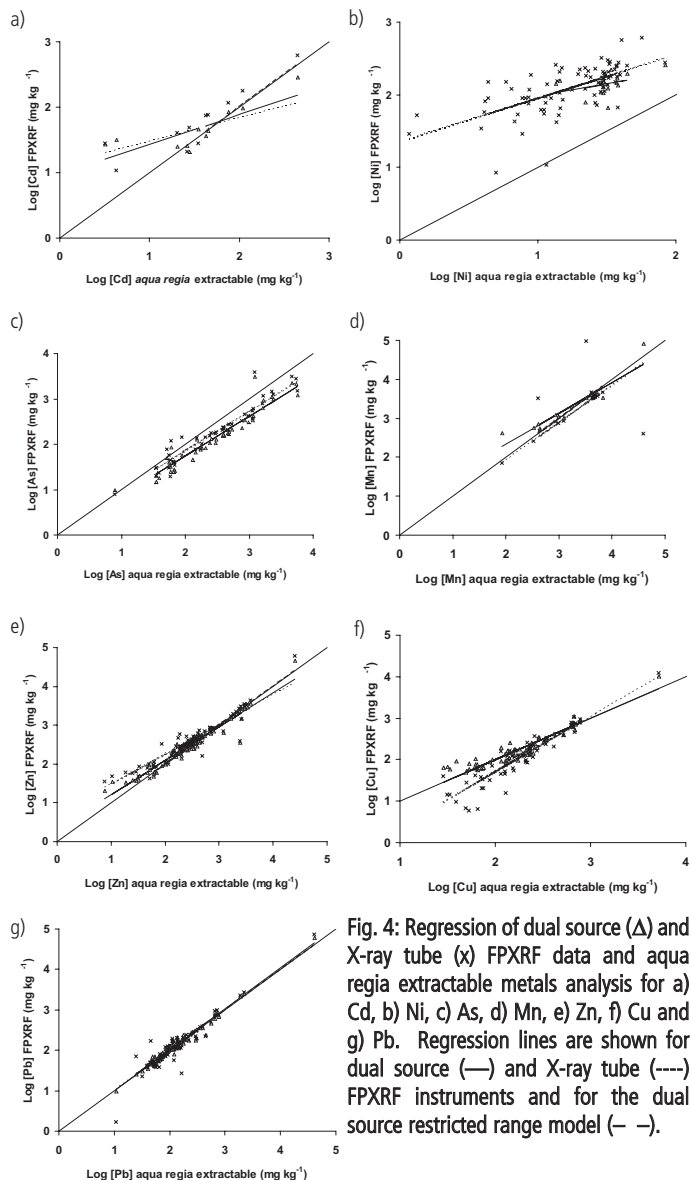 a)
Log [Cd] FPXRF (mg kg -1)
3
2
1
0
0 1 2 3
Log [Cd] aqua regia extractable (mg kg-1)
b)
Log [Ni] FPXRF (mg kg -1)
3
2
1
0
0 1 2
Log [Ni] aqua regia extractable (mg kg-1)
c)
Log [As] FPXRF (mg kg -1)
4
3
2
1
0
0 1 2 3 4
Log [As] aqua regia extractable (mg kg-1)
d)
Log [Mn] FPXRF (mg kg -1)
5
4
3
2
1
0
0 1 2 3 4 5
Log [Mn] aqua regia extractable (mg kg-1)
e)
Log [Zn] FPXRF (mg kg -1)
5
4
3
2
1
0
0 1 2 3 4 5
Log [Zn] aqua regia extractable (mg kg-1)
f)
Log [Cu] FPXRF (mg kg -1)
5
4
3
2
1
0
1 2 3 4
Log [Cu] aqua regia extractable (mg kg-1)
g)
Log [Pb] FPXRF (mg kg -1)
5
4
3
2
1
0
0 1 2 3 4 5
Log [Pb] aqua regia extractable (mg kg-1)
Fig. 4: Regression of dual source (Δ) and
X-ray tube (x) FPXRF data and aqua
regia extractable metals analysis for a)
Cd, b) Ni, c) As, d) Mn, e) Zn, f) Cu and
g) Pb. Regression lines are shown for
dual source (—) and X-ray tube (----)
FPXRF instruments and for the dual
source restricted range model (– –).